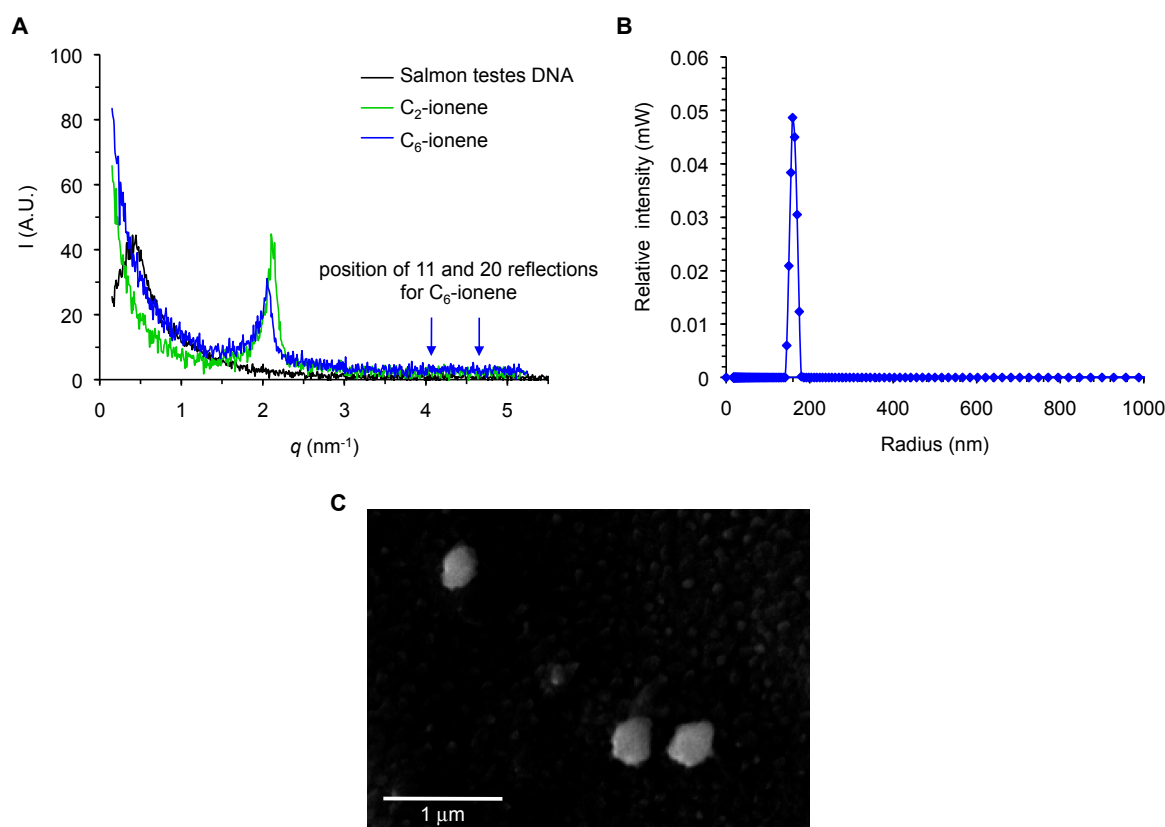 A
100
80
60
40
20
0
I (A.U.)
0
1
2
3
4
5
q (nm⁻¹)
Salmon testes DNA
C₂-ionene
C₆-ionene
position of 11 and 20 reflections
for C₆-ionene
B
0.06
0.05
0.04
0.03
0.02
0.01
0
Relative intensity (mW)
0
200
400
600
800
1000
Radius (nm)
C
1 μm